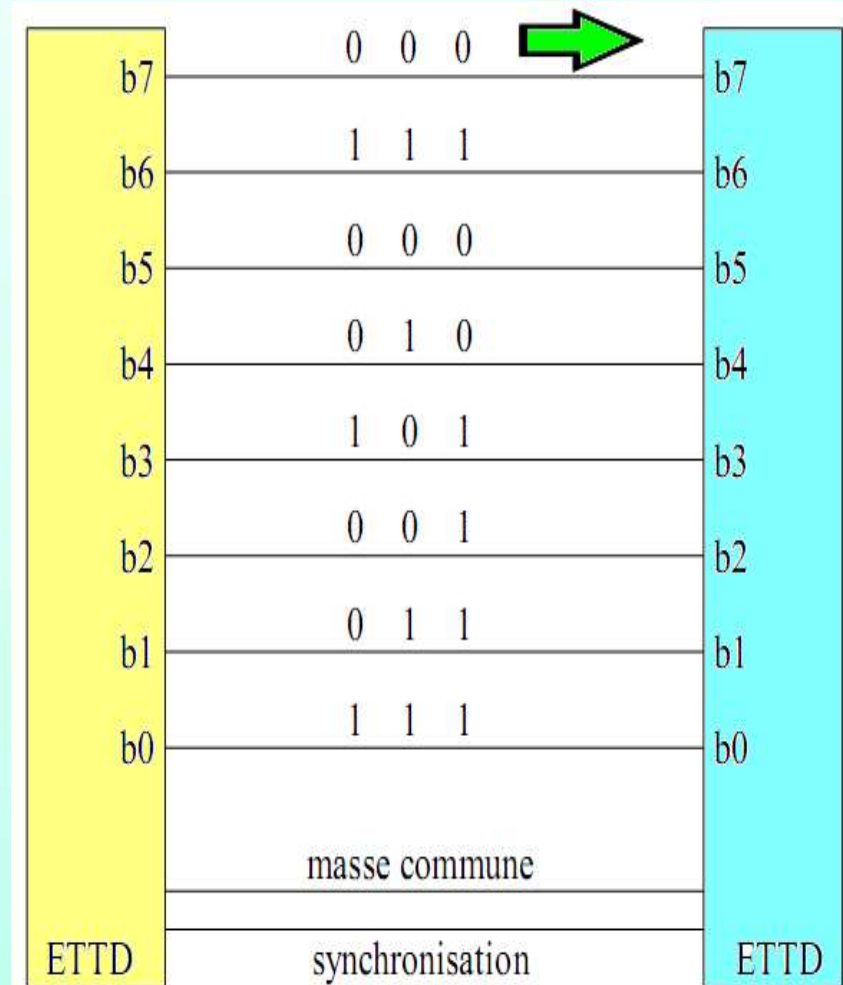 0 0 0
b7 b7
1 1 1
b6 b6
0 0 0
b5 b5
0 1 0
b4 b4
1 0 1
b3 b3
0 0 1
b2 b2
0 1 1
b1 b1
1 1 1
b0 b0
masse commune
ETTD synchronisation ETTD